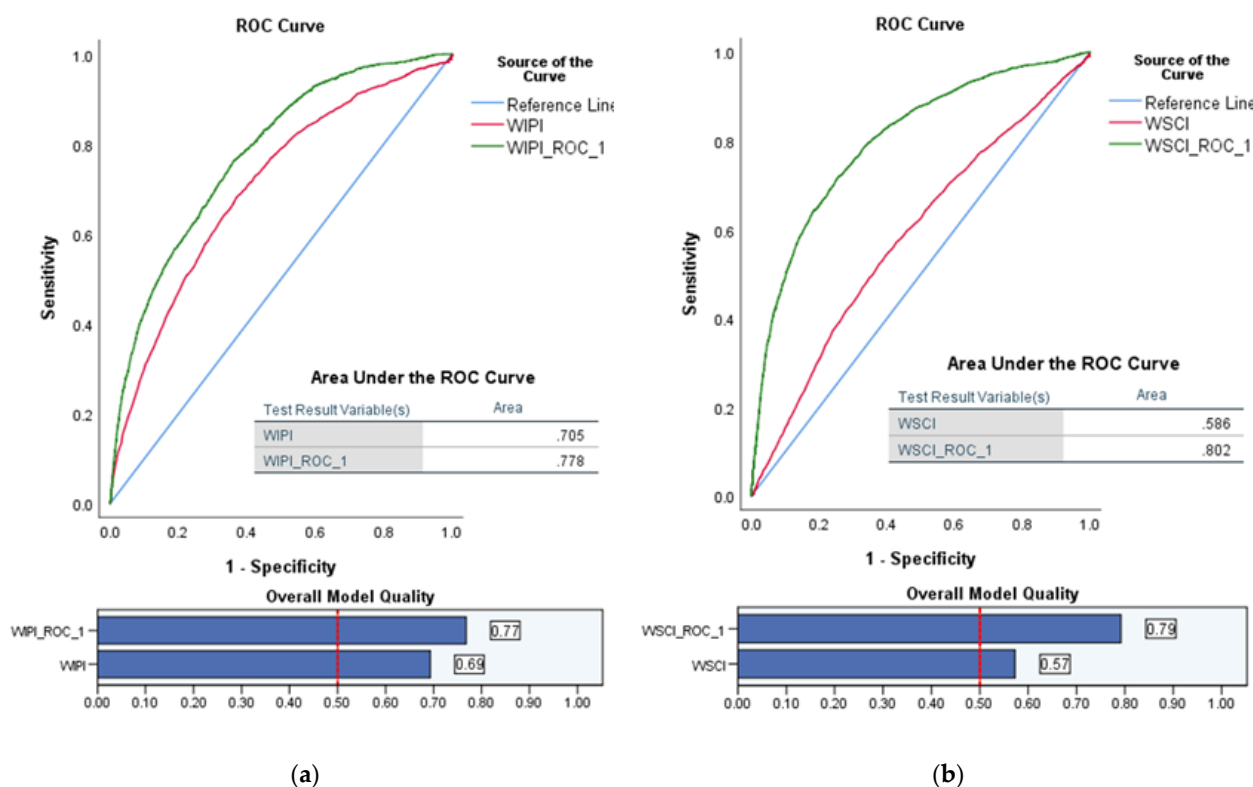 ROC Curve
Source of the
Curve
Reference Line
WIPI
WIPI_ROC_1
1.0
0.8
0.6
0.4
0.2
0.0
Sensitivity
Area Under the ROC Curve
Test Result Variable(s) Area
WIPI .705
WIPI_ROC_1 .778
0.0 0.2 0.4 0.6 0.8 1.0
1 - Specificity
Overall Model Quality
WIPI_ROC_1 0.77
WIPI 0.69
0.00 0.10 0.20 0.30 0.40 0.50 0.60 0.70 0.80 0.90 1.00
(a)
ROC Curve
Source of the
Curve
Reference Line
WSCI
WSCI_ROC_1
1.0
0.8
0.6
0.4
0.2
0.0
Sensitivity
Area Under the ROC Curve
Test Result Variable(s) Area
WSCI .586
WSCI_ROC_1 .802
0.0 0.2 0.4 0.6 0.8 1.0
1 - Specificity
Overall Model Quality
WSCI_ROC_1 0.79
WSCI 0.57
0.00 0.10 0.20 0.30 0.40 0.50 0.60 0.70 0.80 0.90 1.00
(b)